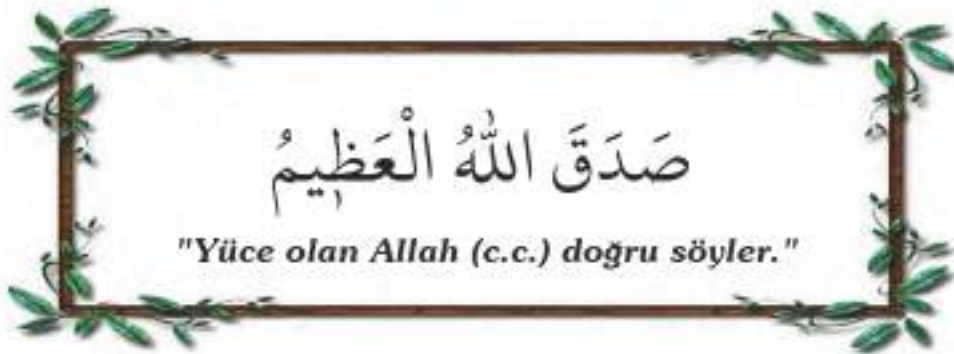 صَدَقَ اللّٰهُ الْعَظ۪يمُ
"Yüce olan Allah (c.c.) doğru söyler."